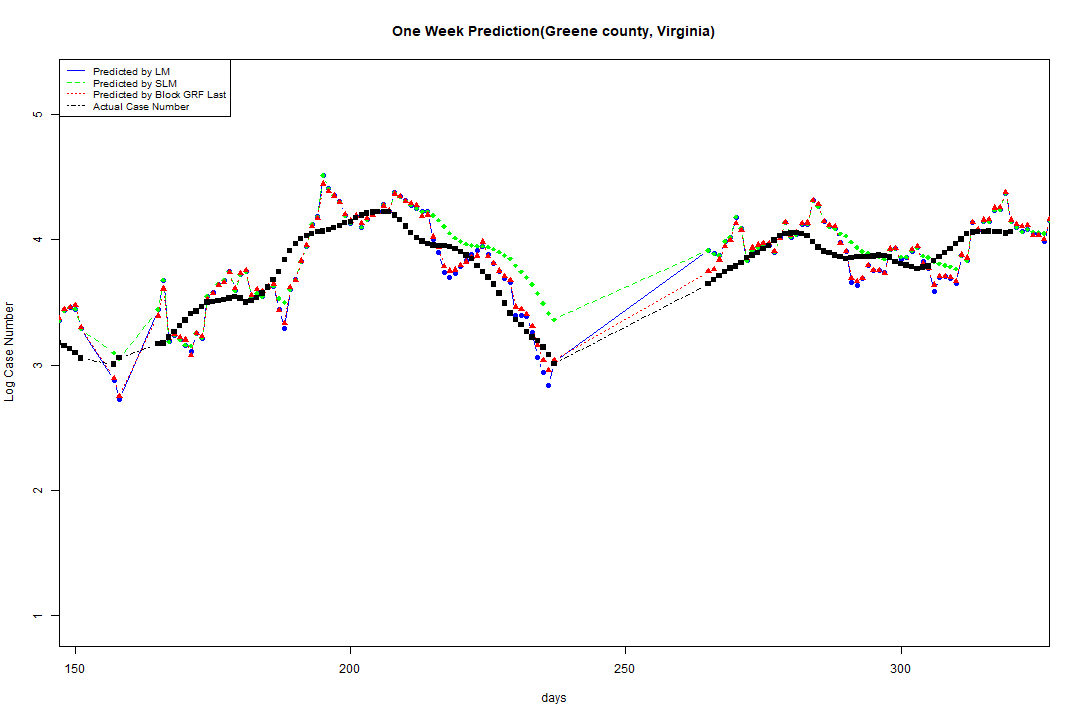 One Week Prediction(Greene county, Virginia)
Predicted by LM
Predicted by SLM
Predicted by Block GRF Last
Actual Case Number
5
4
3
2
1
Log Case Number
150
200
250
300
days